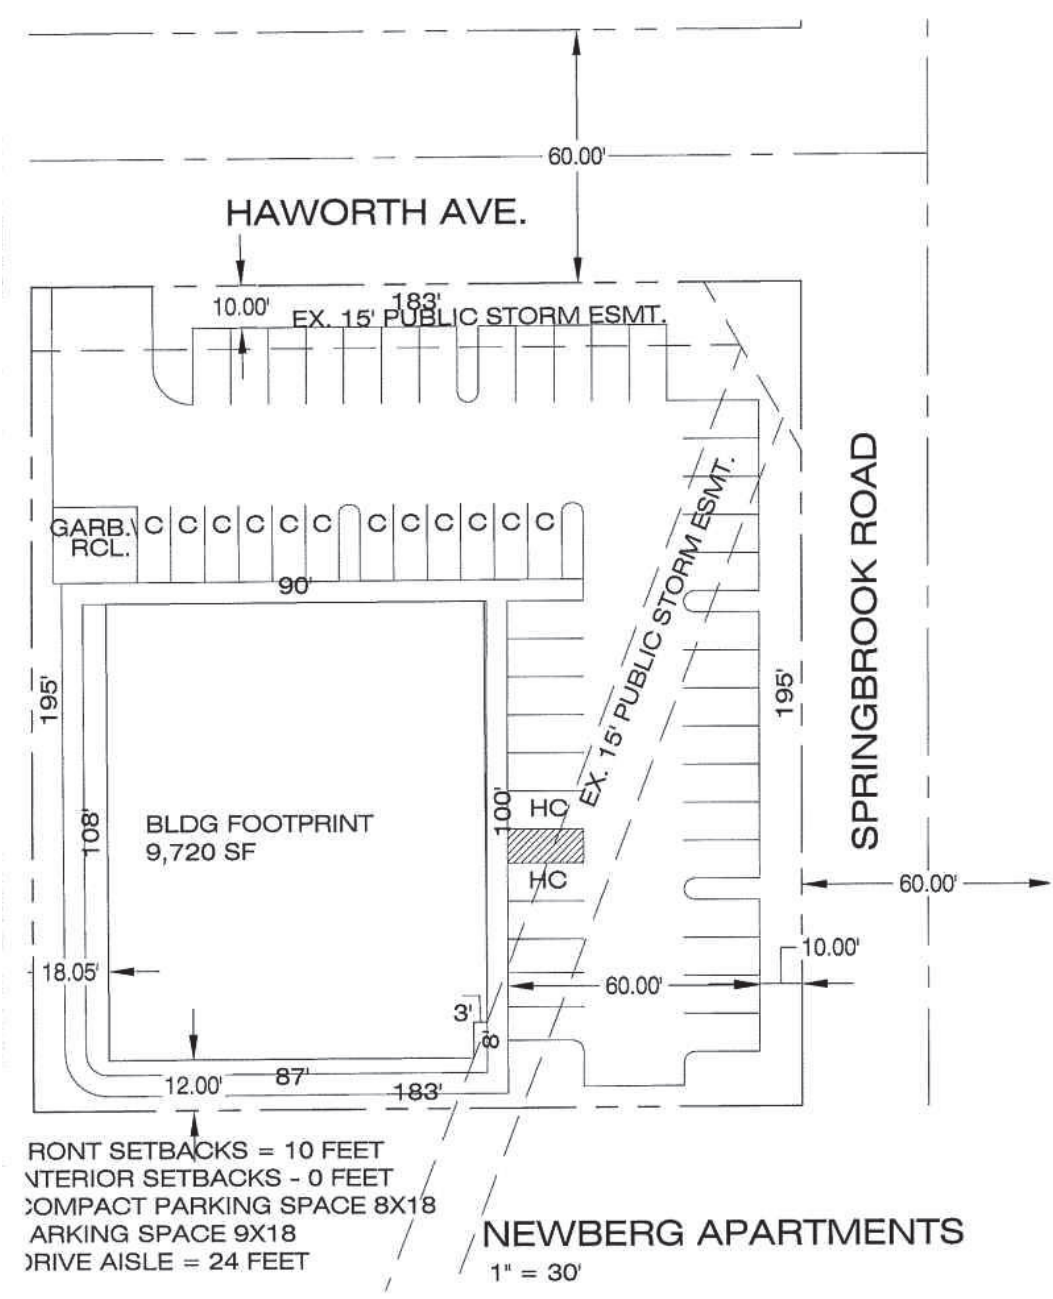 60.00'
HAWORTH AVE.
10.00'
183'
EX. 15' PUBLIC STORM ESMT.
GARB.\
RCL.
C C C C C C C C C C C C
90'
EX. 15' PUBLIC STORM ESMT.
SPRINGBROOK ROAD
195'
195'
108'
100'
BLDG FOOTPRINT
9,720 SF
HC
HC
60.00'
10.00'
18.05'
60.00'
3'
8'
87'
12.00'
183'
RONT SETBACKS = 10 FEET
NTERIOR SETBACKS - 0 FEET
COMPACT PARKING SPACE 8X18
ARKING SPACE 9X18
DRIVE AISLE = 24 FEET
NEWBERG APARTMENTS
1" = 30'